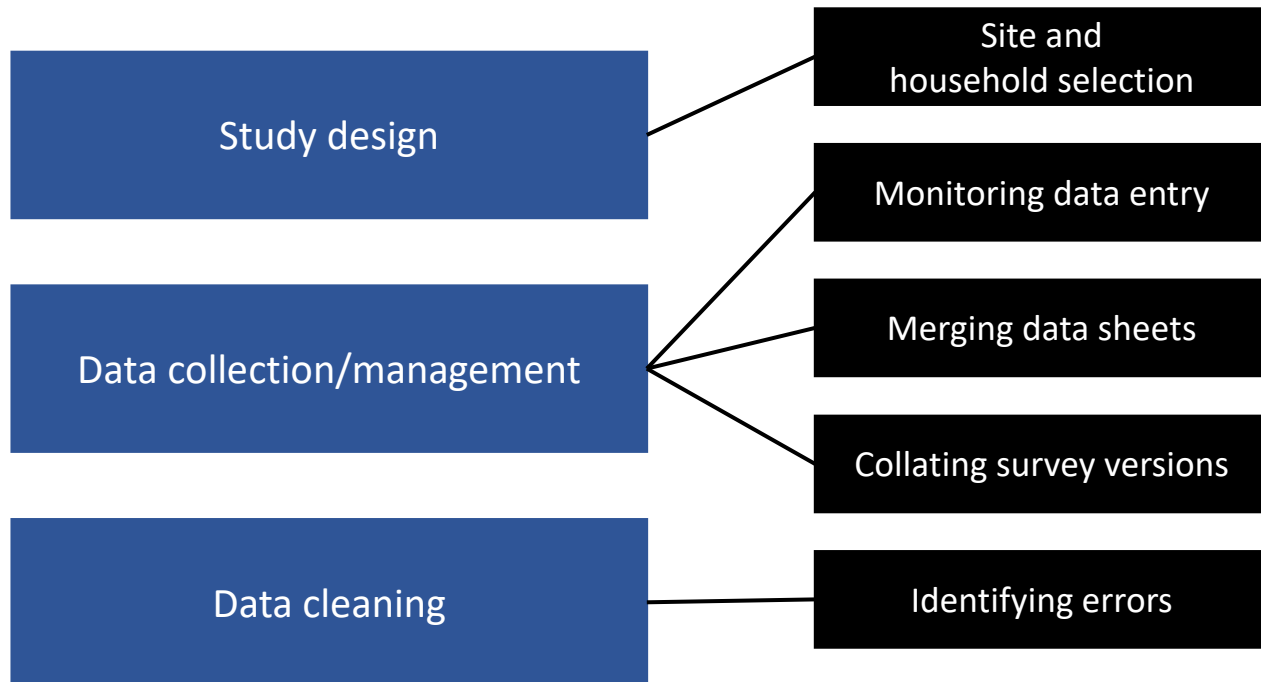 Study design
Site and
household selection
Data collection/management
Monitoring data entry
Merging data sheets
Collating survey versions
Data cleaning
Identifying errors